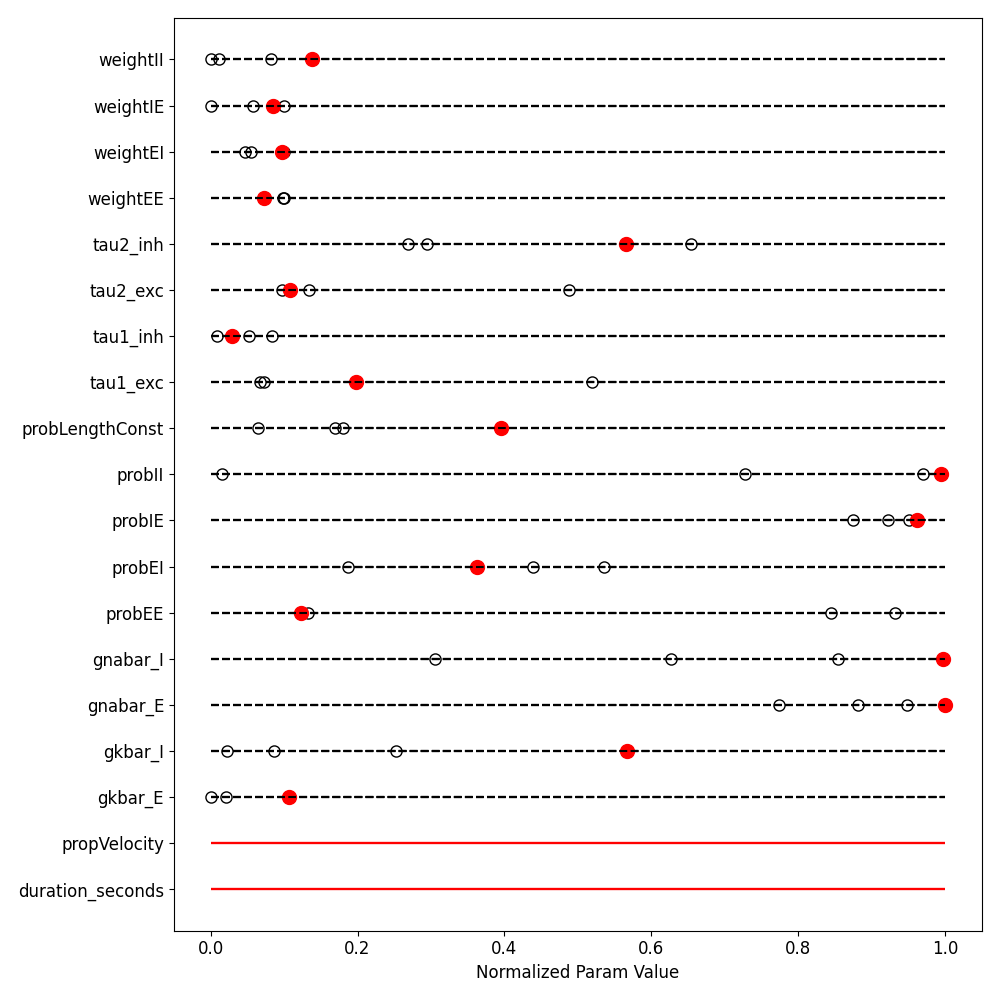 weightII
weightIE
weightEI
weightEE
tau2_inh
tau2_exc
tau1_inh
tau1_exc
probLengthConst
probII
probIE
probEI
probEE
gnabar_I
gnabar_E
gkbar_I
gkbar_E
propVelocity
duration_seconds
0.0 0.2 0.4 0.6 0.8 1.0
Normalized Param Value